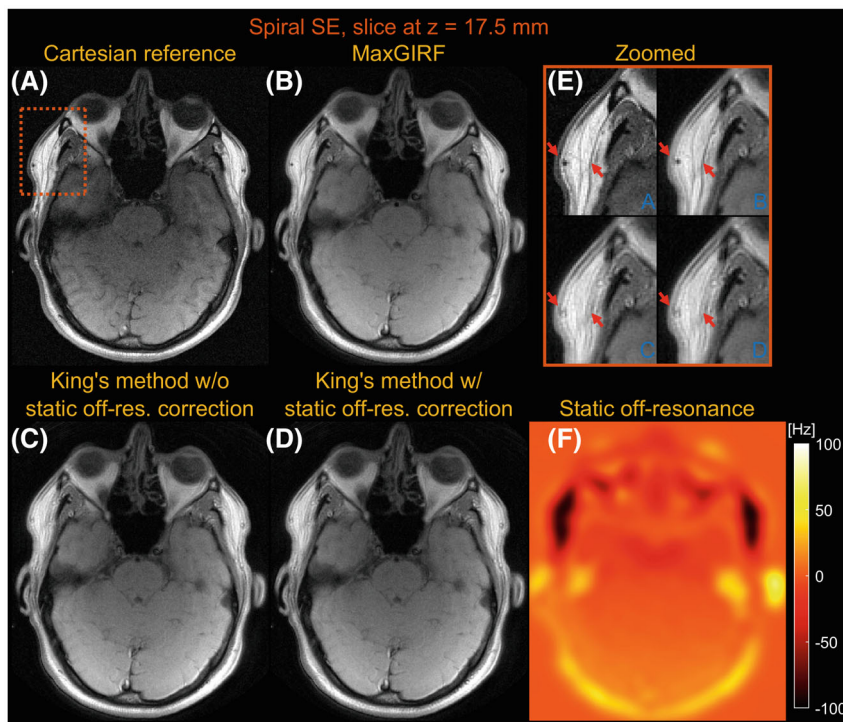 Spiral SE, slice at z = 17.5 mm
Cartesian reference
MaxGIRF
Zoomed
(A)
(B)
(E)
A
B
C
D
King's method w/o
static off-res. correction
King's method w/
static off-res. correction
Static off-resonance
(C)
(D)
(F)
[Hz]
100
50
0
-50
-100